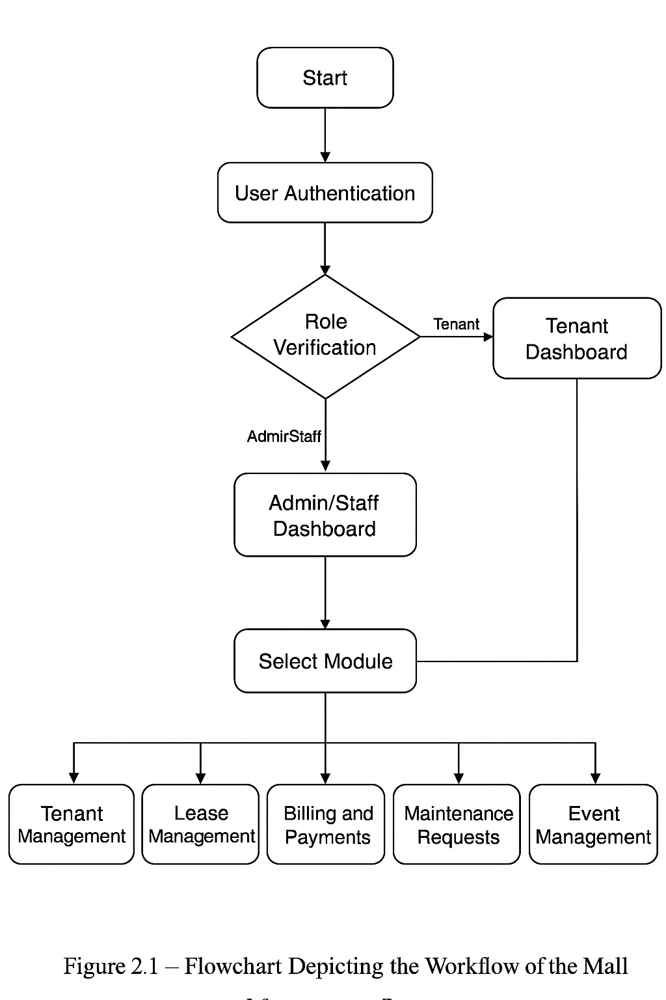 Start
User Authentication
Role
Verification
Tenant
Tenant
Dashboard
AdmirStaff
Admin/Staff
Dashboard
Select Module
Tenant
Management
Lease
Management
Billing and
Payments
Maintenance
Requests
Event
Management
Figure 2.1 – Flowchart Depicting the Workflow of the Mall